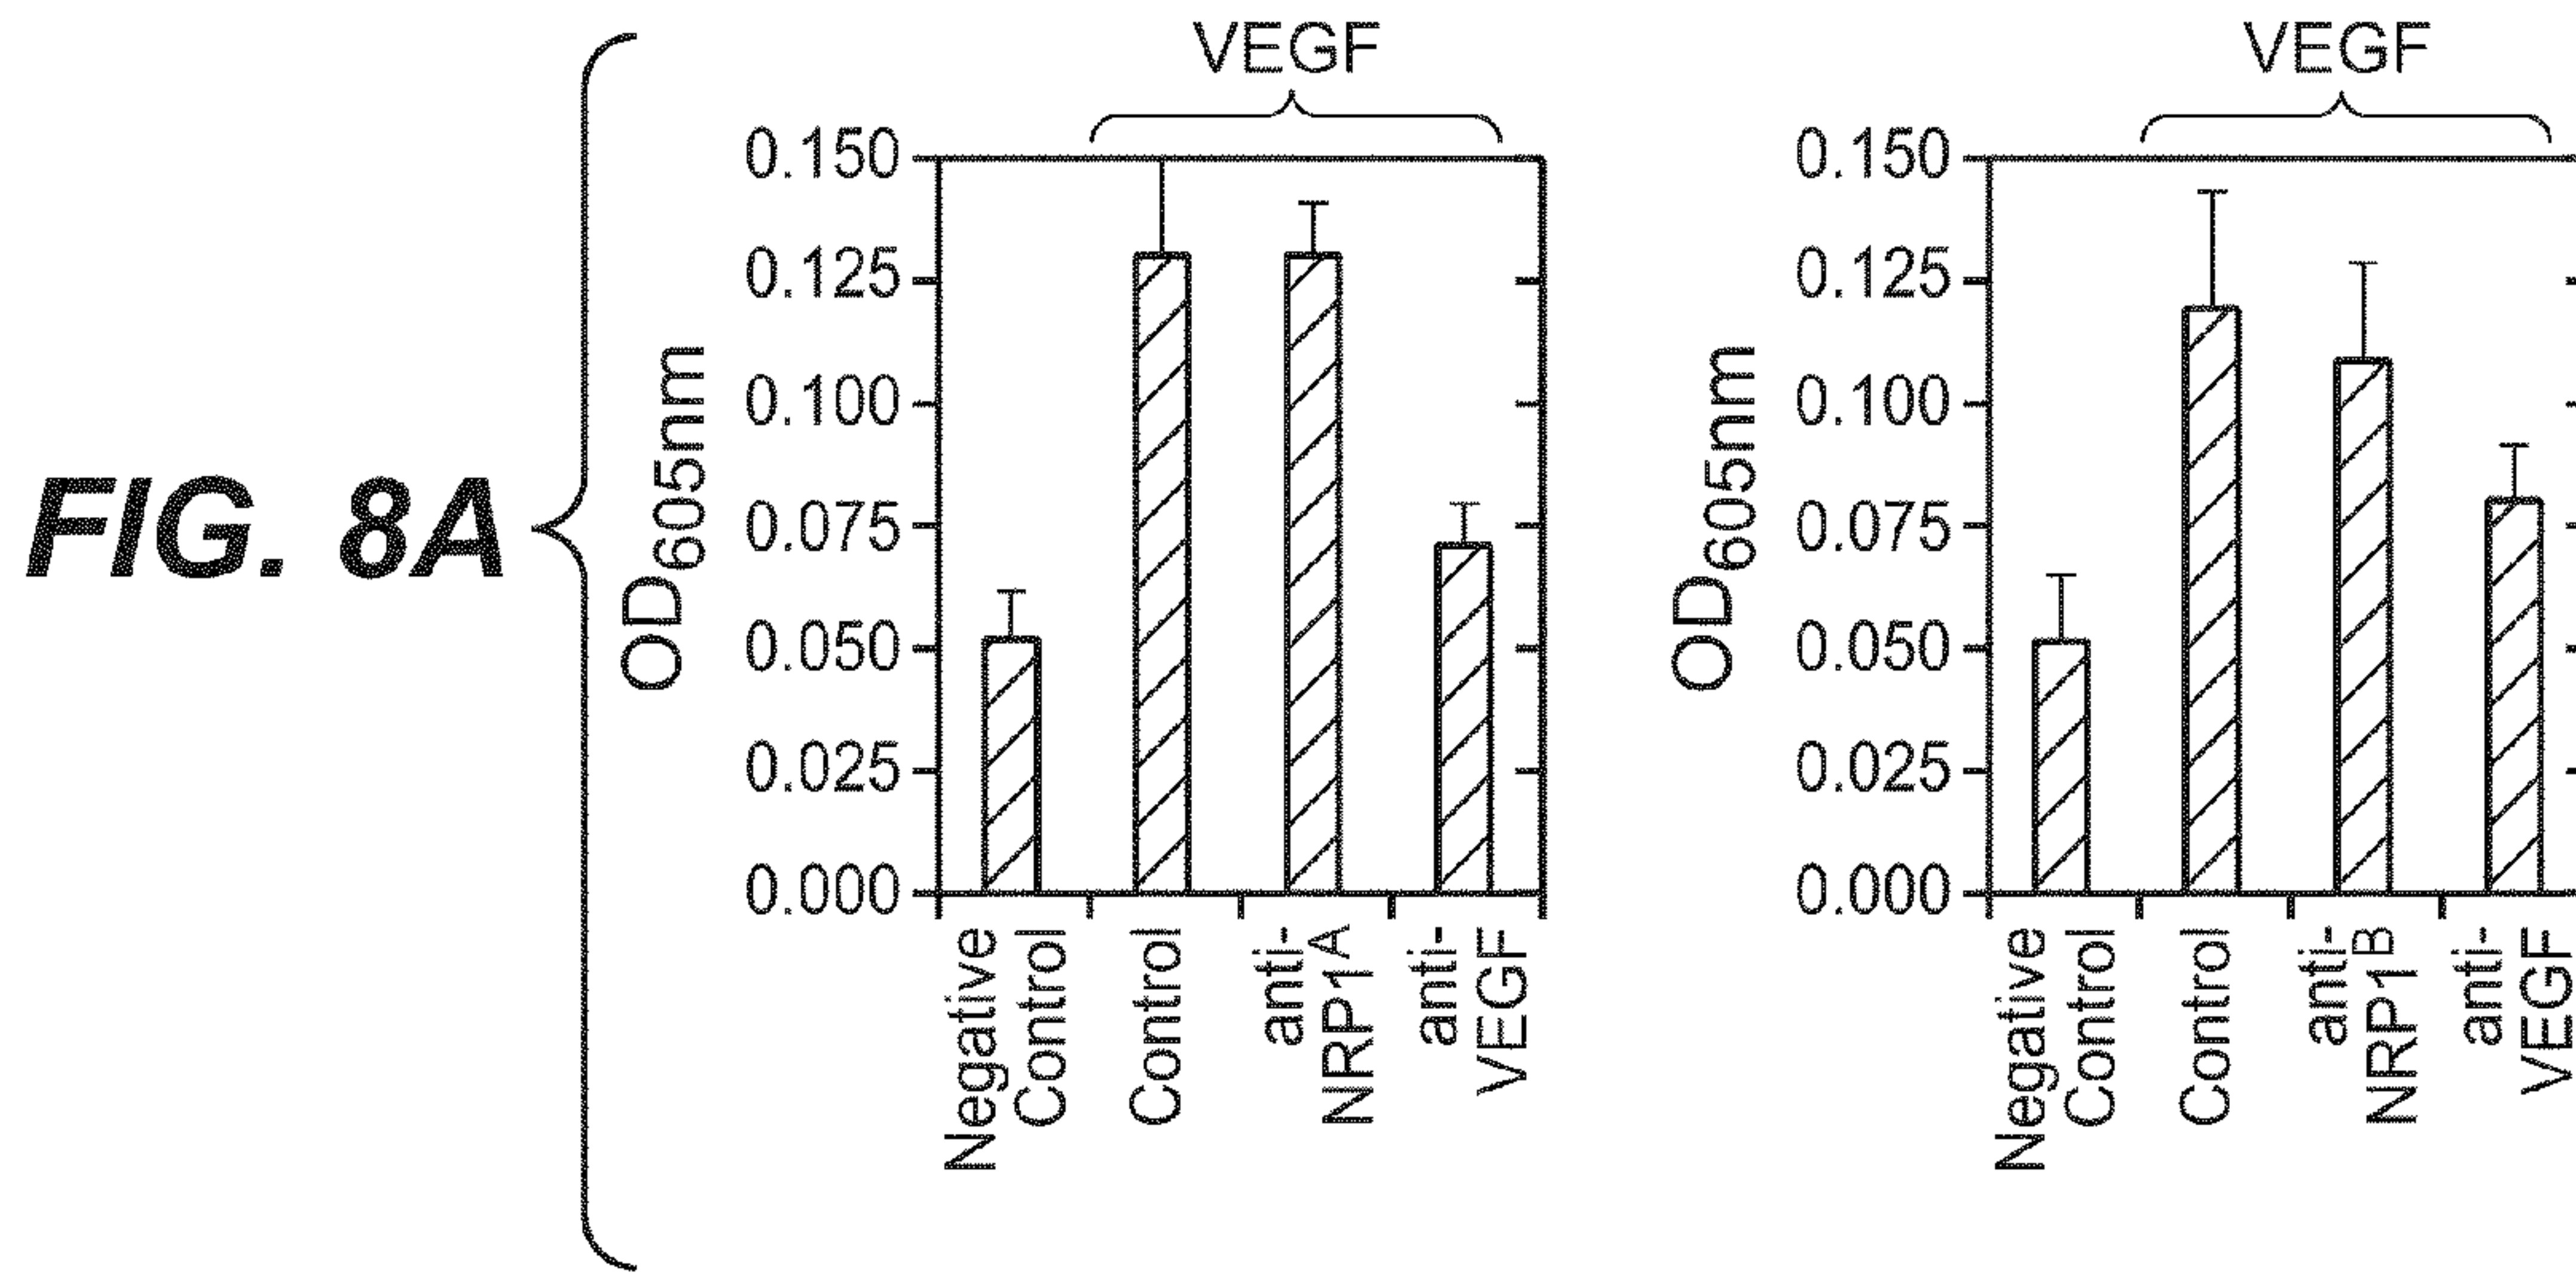 FIG. 8A
VEGF
OD605nm
0.150
0.125
0.100
0.075
0.050
0.025
0.000
Negative
Control
Control
anti-
NRP1A
anti-
VEGF
VEGF
OD605nm
0.150
0.125
0.100
0.075
0.050
0.025
0.000
Negative
Control
Control
anti-
NRP1B
anti-
VEGF